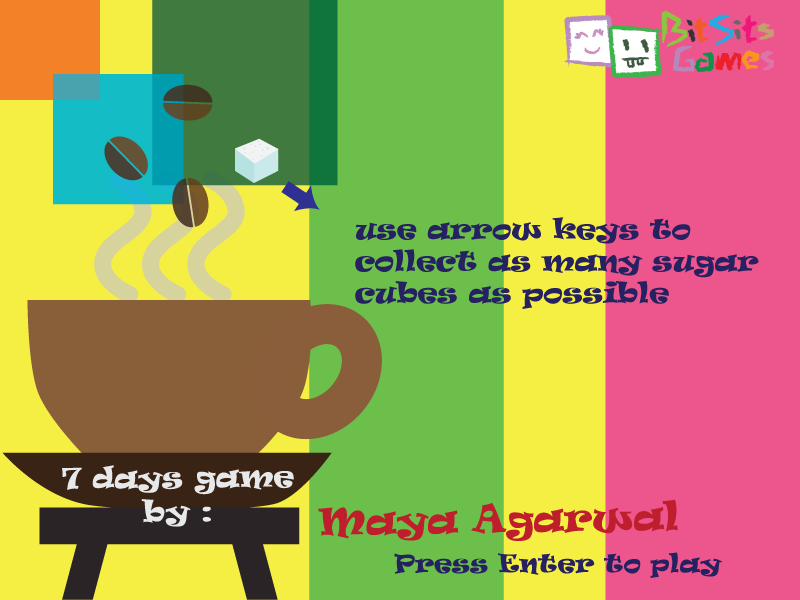 BitSits
Games
use arrow keys to
collect as many sugar
cubes as possible
7 days game
by :
Maya Agarwal
Press Enter to play